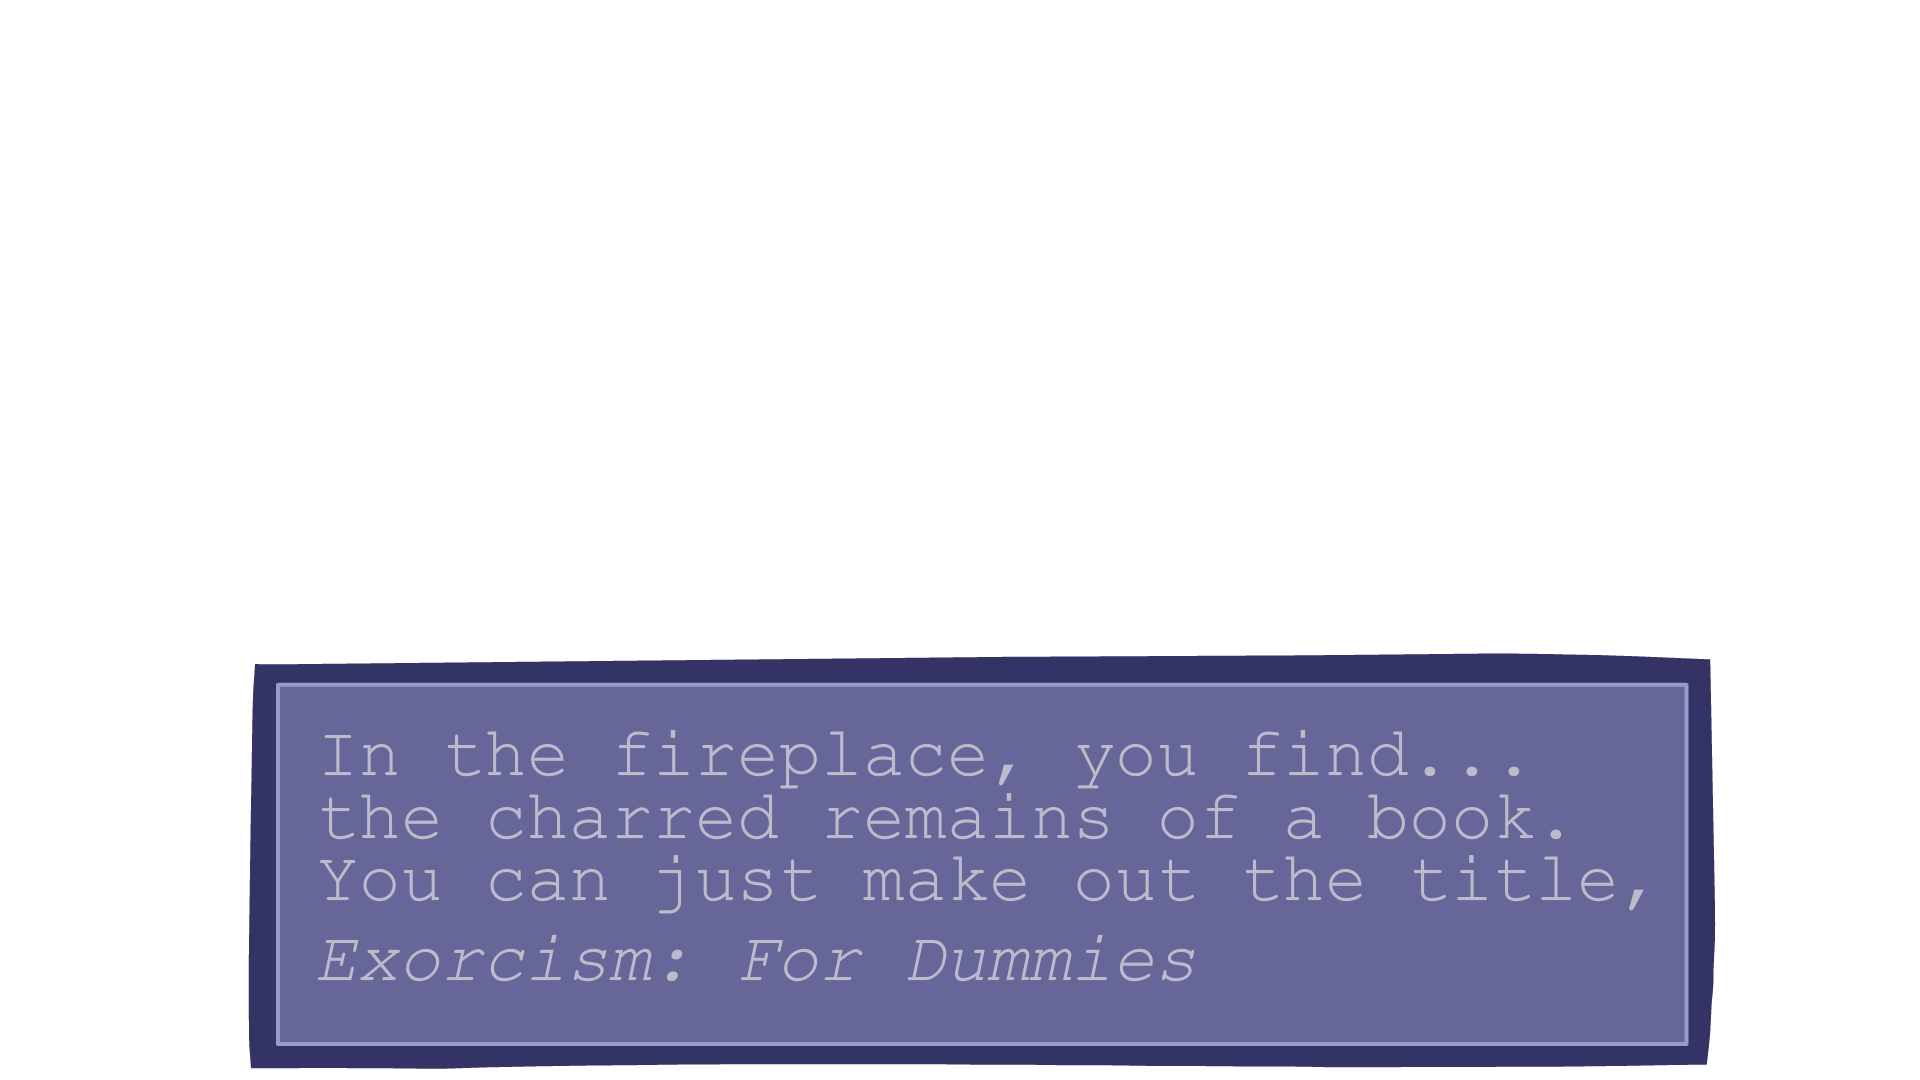 In the fireplace, you find...
the charred remains of a book.
You can just make out the title,
Exorcism: For Dummies